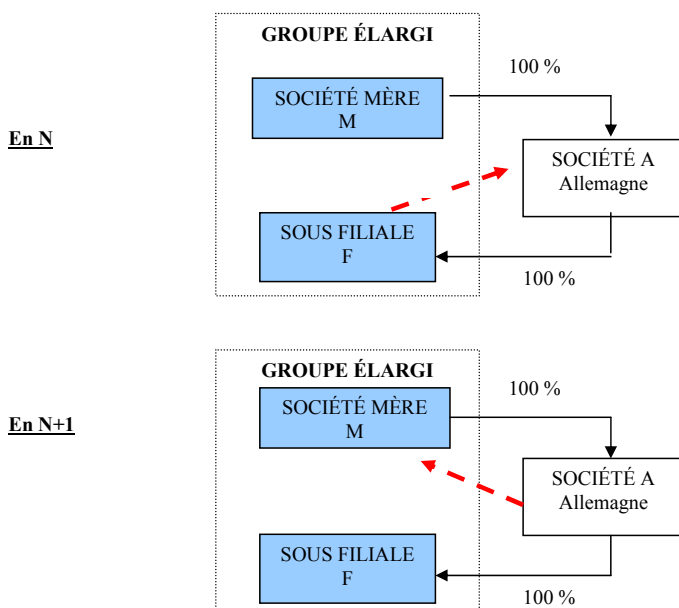 GROUPE ÉLARGI
100 %
SOCIÉTÉ MÈRE
M
En N
SOCIÉTÉ A
Allemagne
SOUS FILIALE
F
100 %
GROUPE ÉLARGI
100 %
SOCIÉTÉ MÈRE
M
En N+1
SOCIÉTÉ A
Allemagne
SOUS FILIALE
F
100 %